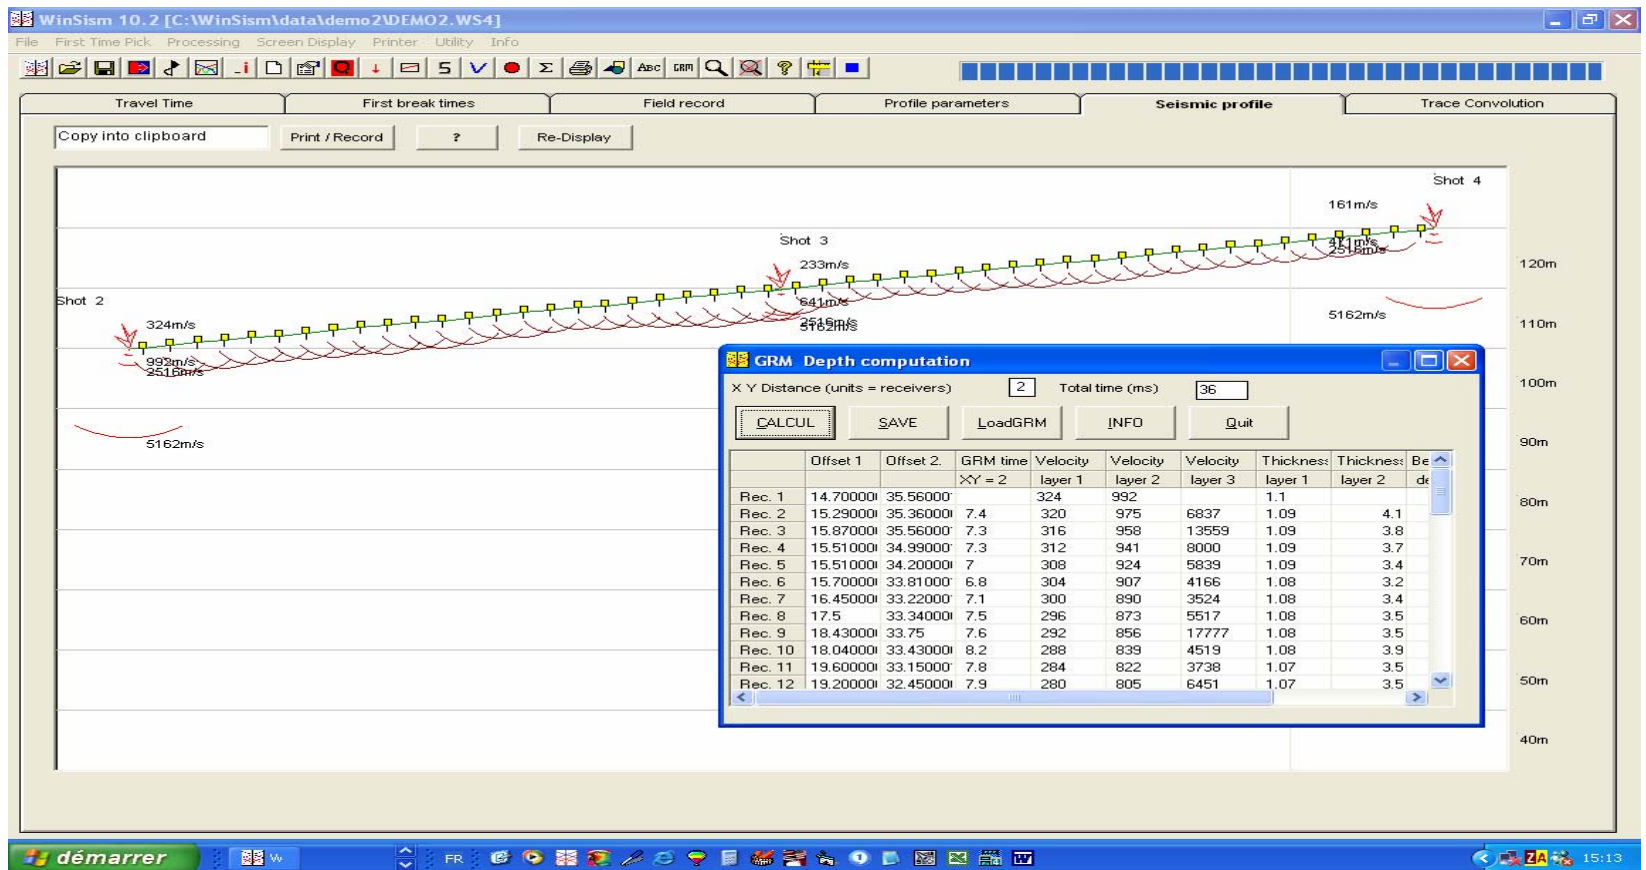 WinSism 10.2 [C:\WinSism\data\demo2\DEMO2.WS4]
File First Time Pick Processing Screen Display Printer Utility Info
ABC GRM
Travel Time First break times Field record Profile parameters Seismic profile Trace Convolution
Copy into clipboard Print / Record ? Re-Display
Shot 4
161m/s
Shot 3
471m/s
2516m/s
233m/s
120m
Shot 2
641m/s
5162m/s
324m/s
2516m/s
5162m/s
110m
992m/s
2516m/s
GRM Depth computation
X Y Distance (units = receivers) 2 Total time (ms) 36
100m
CALCUL SAVE LoadGRM INFO Quit
5162m/s
90m
Offset 1 Offset 2. GRM time Velocity Velocity Velocity Thickness Thickness Be
XY = 2 layer 1 layer 2 layer 3 layer 1 layer 2 de
Rec. 1 14.70000 35.56000 324 992 1.1
80m
Rec. 2 15.29000 35.36000 7.4 320 975 6837 1.09 4.1
Rec. 3 15.87000 35.56000 7.3 316 958 13559 1.09 3.8
Rec. 4 15.51000 34.99000 7.3 312 941 8000 1.09 3.7
70m
Rec. 5 15.51000 34.20000 7 308 924 5839 1.09 3.4
Rec. 6 15.70000 33.81000 6.8 304 907 4166 1.08 3.2
Rec. 7 16.45000 33.22000 7.1 300 890 3524 1.08 3.4
Rec. 8 17.5 33.34000 7.5 296 873 5517 1.08 3.5
60m
Rec. 9 18.43000 33.75 7.6 292 856 17777 1.08 3.5
Rec. 10 18.04000 33.43000 8.2 288 839 4519 1.08 3.9
Rec. 11 19.60000 33.15000 7.8 284 822 3738 1.07 3.5
Rec. 12 19.20000 32.45000 7.9 280 805 6451 1.07 3.5
50m
40m
démarrer W FR 15:13